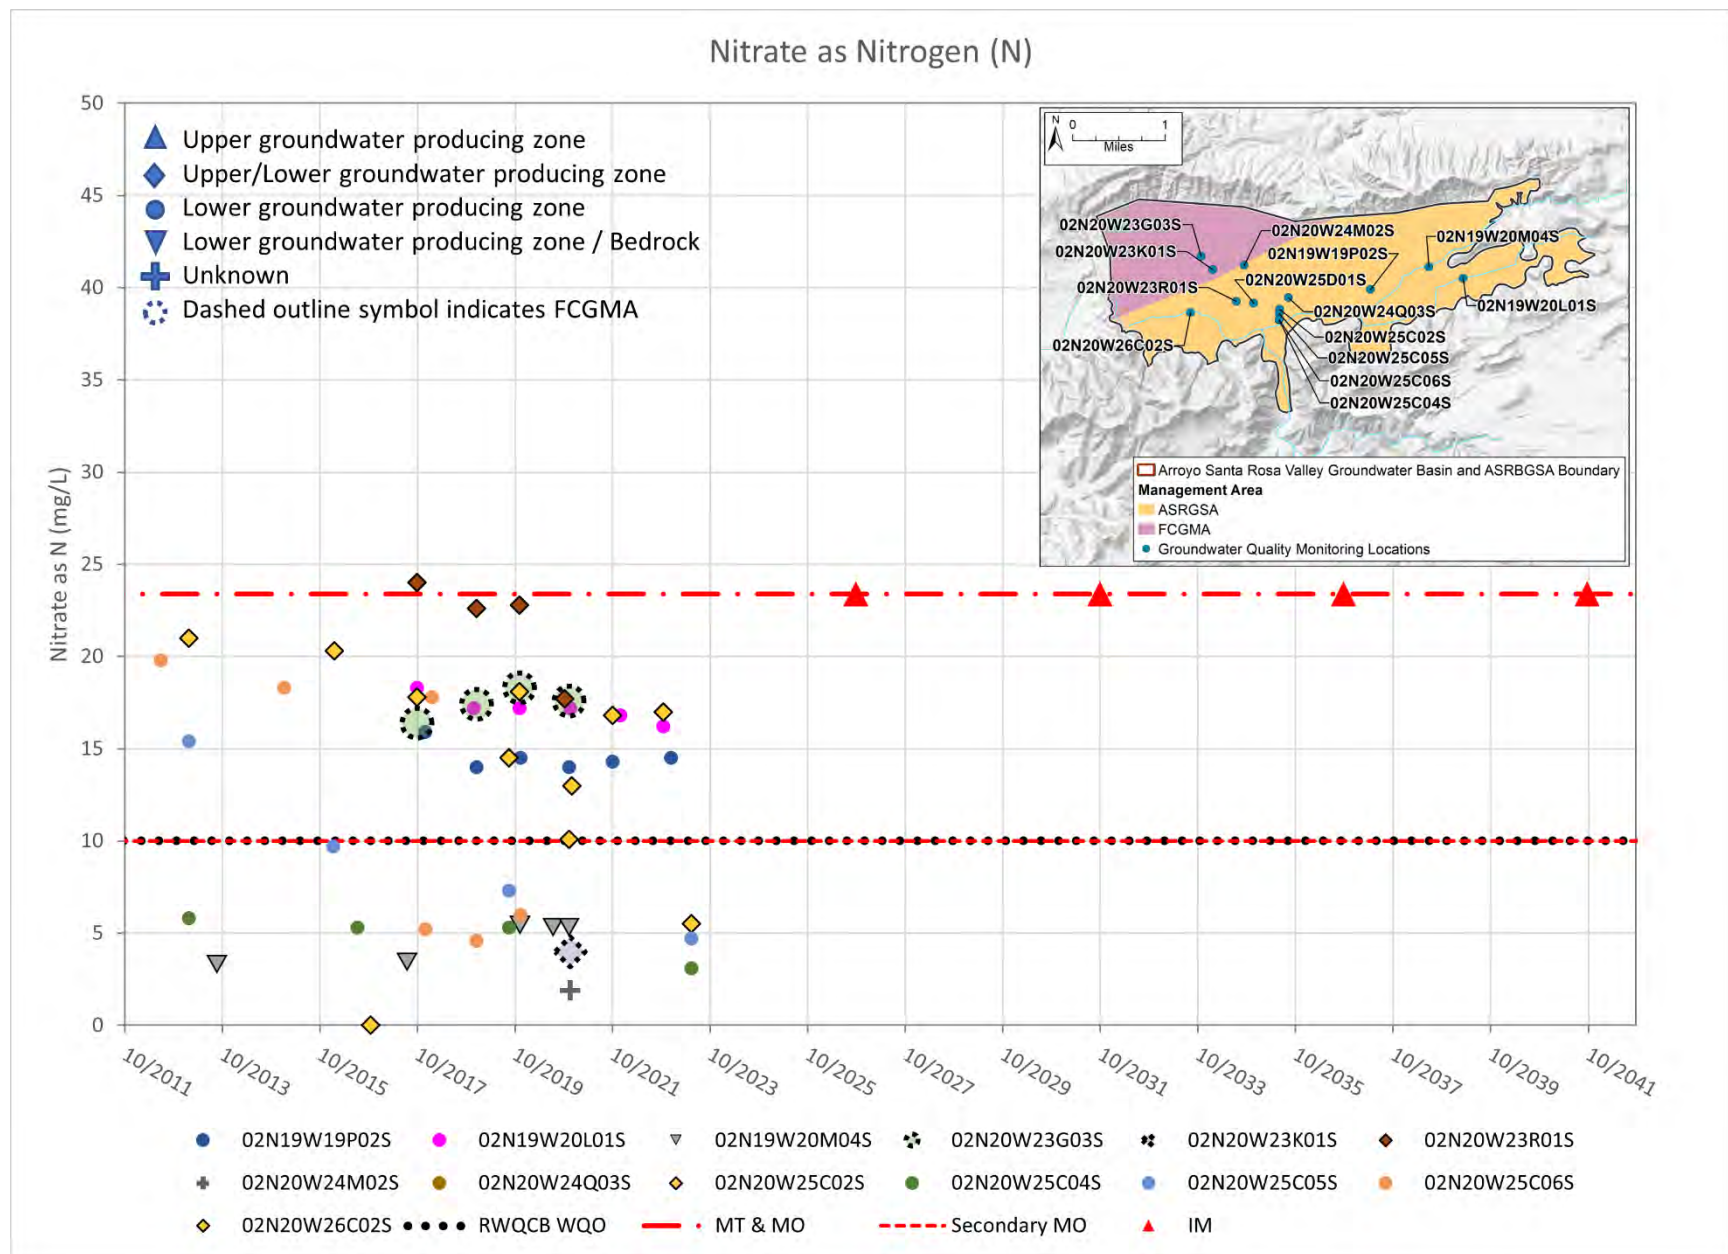 Nitrate as Nitrogen (N)
50
45
40
35
30
25
20
15
10
5
0
Nitrate as N (mg/L)
Upper groundwater producing zone
Upper/Lower groundwater producing zone
Lower groundwater producing zone
Lower groundwater producing zone / Bedrock
Unknown
Dashed outline symbol indicates FCGMA
N
0 1
Miles
02N20W23G03S
02N20W24M02S
02N19W20M04S
02N20W23K01S
02N19W19P02S
02N20W25D01S
02N20W23R01S
02N19W20L01S
02N20W24Q03S
02N20W25C02S
02N20W26C02S
02N20W25C05S
02N20W25C06S
02N20W25C04S
Arroyo Santa Rosa Valley Groundwater Basin and ASRBGSA Boundary
Management Area
ASRGSA
FCGMA
Groundwater Quality Monitoring Locations
10/2011 10/2013 10/2015 10/2017 10/2019 10/2021 10/2023 10/2025 10/2027 10/2029 10/2031 10/2033 10/2035 10/2037 10/2039 10/2041
02N19W19P02S 02N19W20L01S 02N19W20M04S 02N20W23G03S 02N20W23K01S 02N20W23R01S
02N20W24M02S 02N20W24Q03S 02N20W25C02S 02N20W25C04S 02N20W25C05S 02N20W25C06S
02N20W26C02S RWQCB WQO MT & MO Secondary MO IM